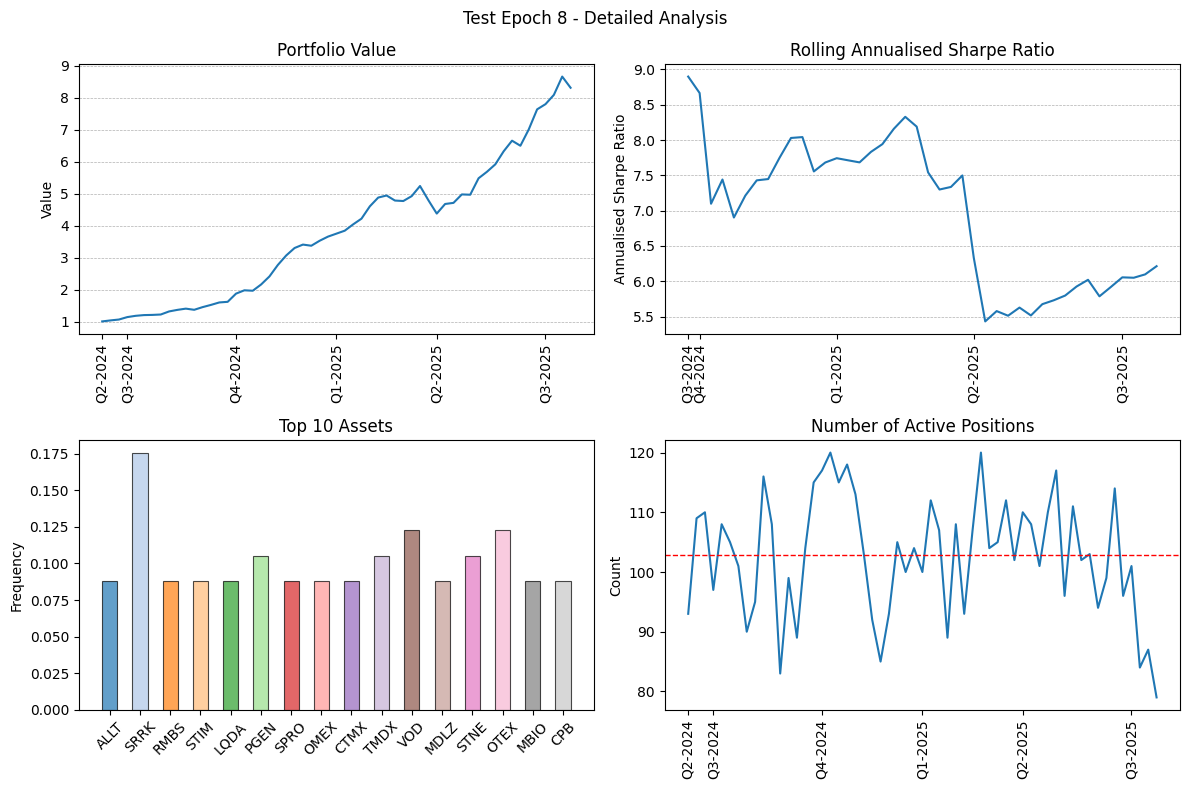 Test Epoch 8 - Detailed Analysis
Portfolio Value
Value
9
8
7
6
5
4
3
2
1
Q2-2024
Q3-2024
Q4-2024
Q1-2025
Q2-2025
Q3-2025
Rolling Annualised Sharpe Ratio
Annualised Sharpe Ratio
9.0
8.5
8.0
7.5
7.0
6.5
6.0
5.5
Q3-2024
Q4-2024
Q1-2025
Q2-2025
Q3-2025
Top 10 Assets
Frequency
0.175
0.150
0.125
0.100
0.075
0.050
0.025
0.000
ALLT
SRRK
RMBS
STIM
LQDA
PGEN
SPRO
OMEX
CTMX
TMDX
VOD
MDLZ
STNE
OTEX
MBIO
CPB
Number of Active Positions
Count
120
110
100
90
80
Q2-2024
Q3-2024
Q4-2024
Q1-2025
Q2-2025
Q3-2025